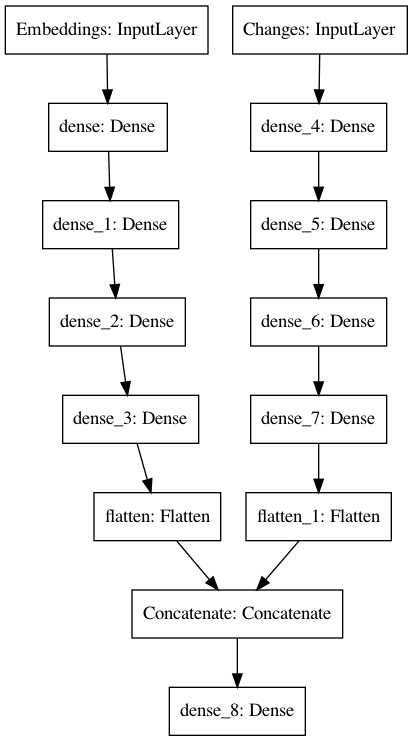 Embeddings: InputLayer
Changes: InputLayer
dense: Dense
dense_4: Dense
dense_1: Dense
dense_5: Dense
dense_2: Dense
dense_6: Dense
dense_3: Dense
dense_7: Dense
flatten: Flatten
flatten_1: Flatten
Concatenate: Concatenate
dense_8: Dense